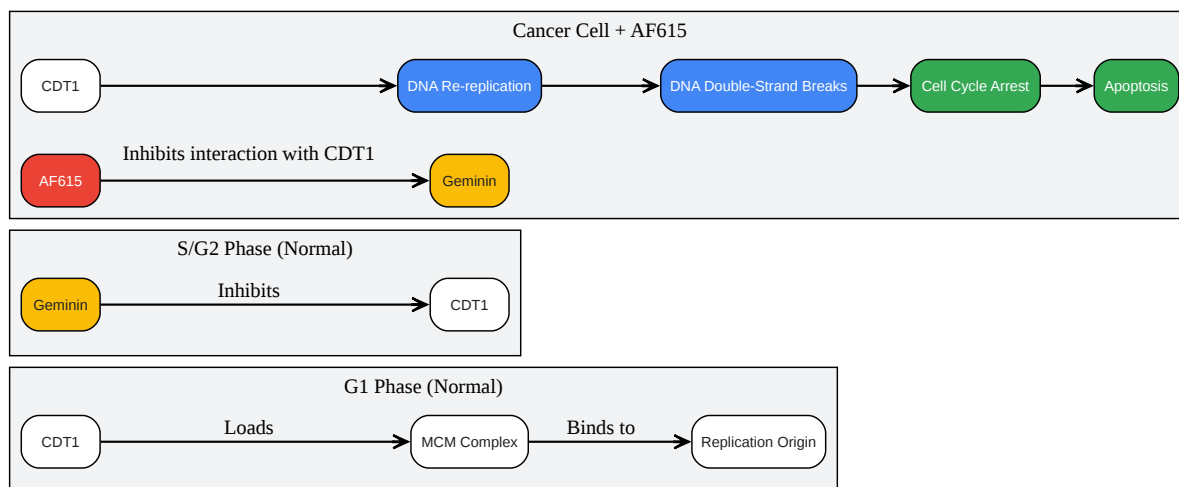 Cancer Cell + AF615
CDT1
DNA Re-replication
DNA Double-Strand Breaks
Cell Cycle Arrest
Apoptosis
Inhibits interaction with CDT1
AF615
Geminin
S/G2 Phase (Normal)
Inhibits
Geminin
CDT1
G1 Phase (Normal)
Loads
Binds to
CDT1
MCM Complex
Replication Origin